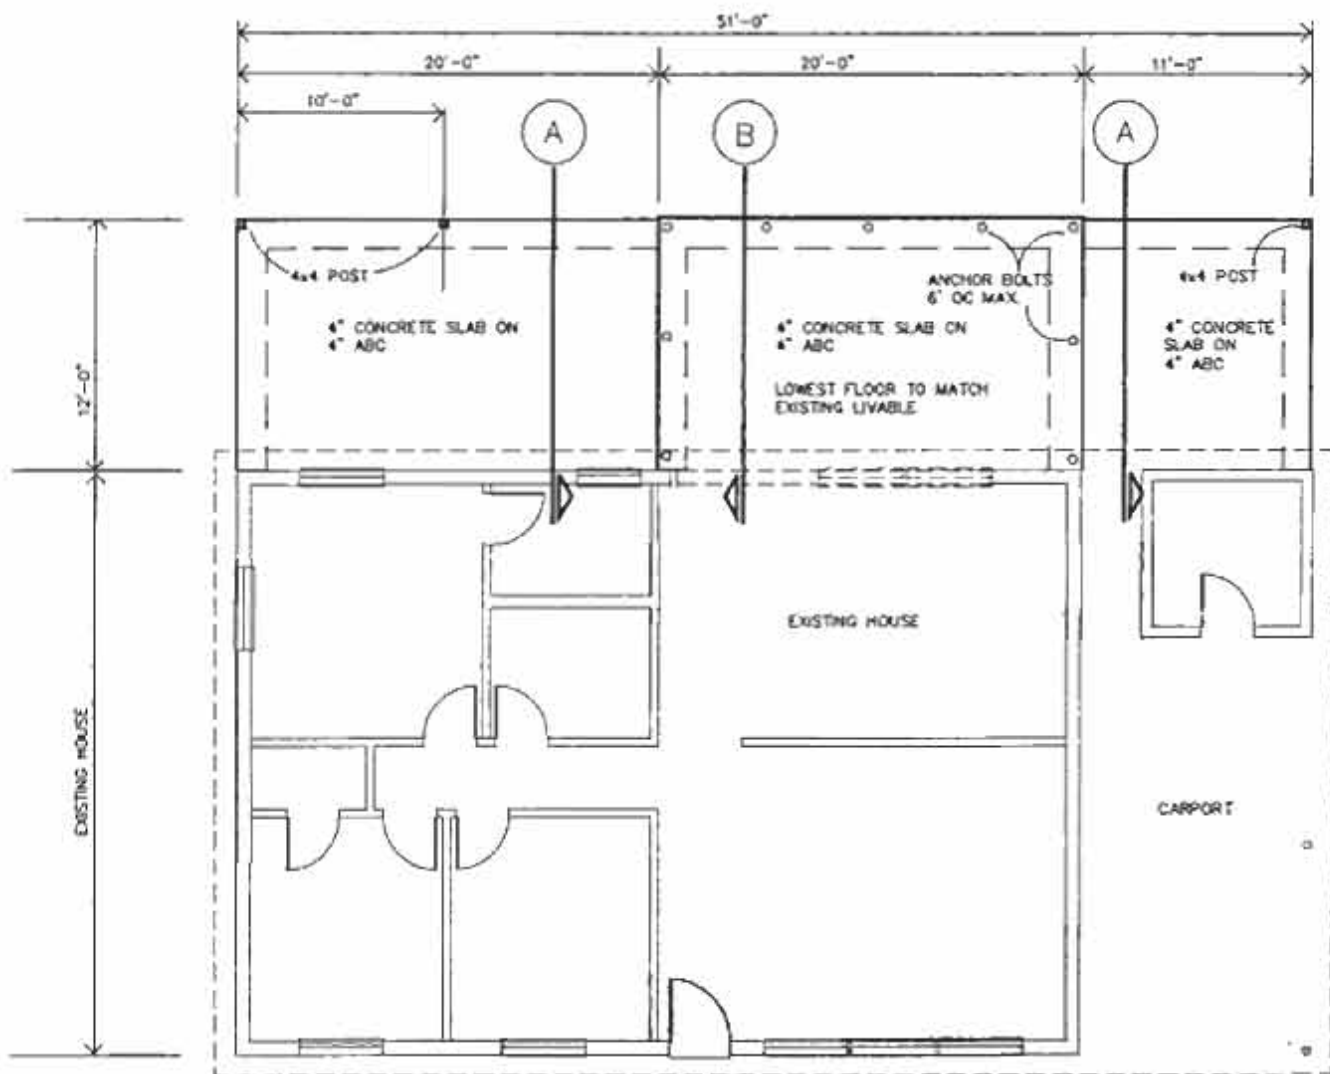 51'-0"
20'-0"
20'-0"
11'-0"
10'-0"
A
B
A
4x4 POST
ANCHOR BOLTS
6' OC MAX.
4x4 POST
4" CONCRETE SLAB ON
4" ABC
4" CONCRETE SLAB ON
4" ABC
4" CONCRETE
SLAB ON
4" ABC
LOWEST FLOOR TO MATCH
EXISTING LIVABLE
12'-0"
EXISTING HOUSE
EXISTING HOUSE
CARPORT